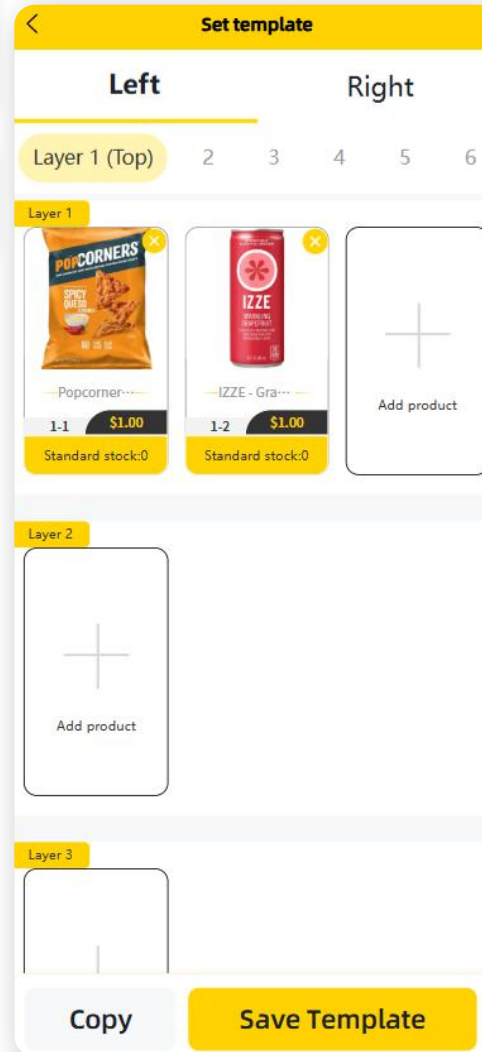 Set template
Left
Right
Layer 1 (Top)
2
3
4
5
6
Layer 1
POPCORNERS
SPICY
QUESO
IZZE
SPARKLING
GRAPEFRUIT
Popcorner···
IZZE - Gra···
Add product
1-1
$1.00
1-2
$1.00
Standard stock:0
Standard stock:0
Layer 2
Add product
Layer 3
Copy
Save Template